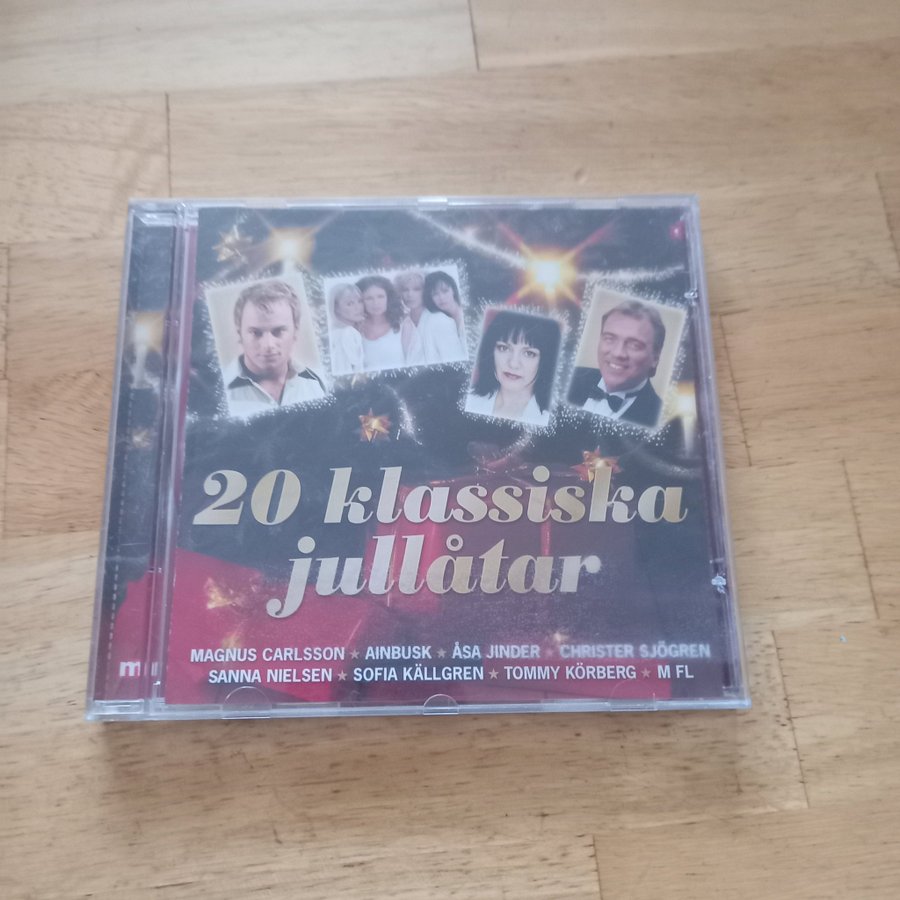 20 klassiska
jullåtar
MAGNUS CARLSSON ★ AINBUSK ★ ÅSA JINDER ★ CHRISTER SJÖGREN
SANNA NIELSEN ★ SOFIA KÄLLGREN ★ TOMMY KÖRBERG ★ M FL